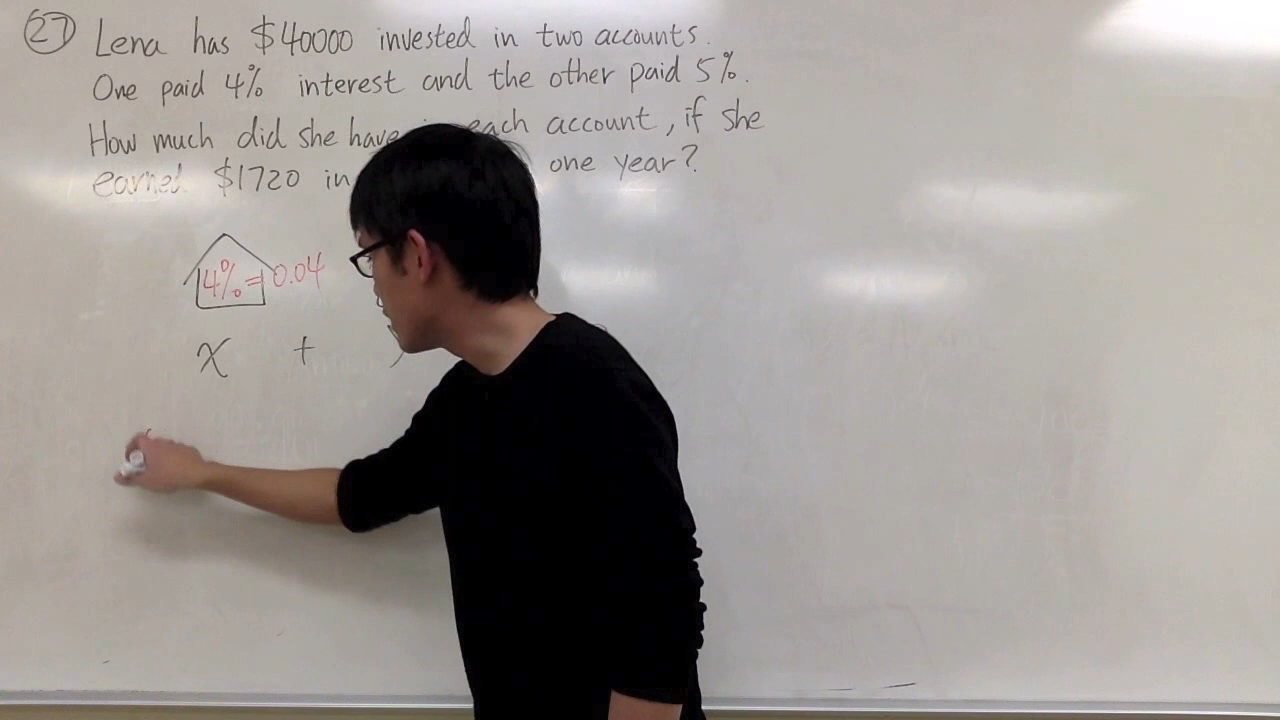 27 Lena has $40000 invested in two accounts.
One paid 4% interest and the other paid 5%.
How much did she have each account, if she
earned $1720 in one year?
4% = 0.04
x +